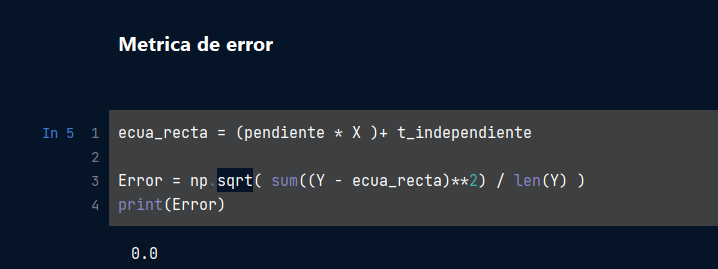 Metrica de error
In 5
1 ecua_recta = (pendiente * X )+ t_independiente
2
3 Error = np.sqrt( sum((Y - ecua_recta)**2) / len(Y) )
4 print(Error)
0.0